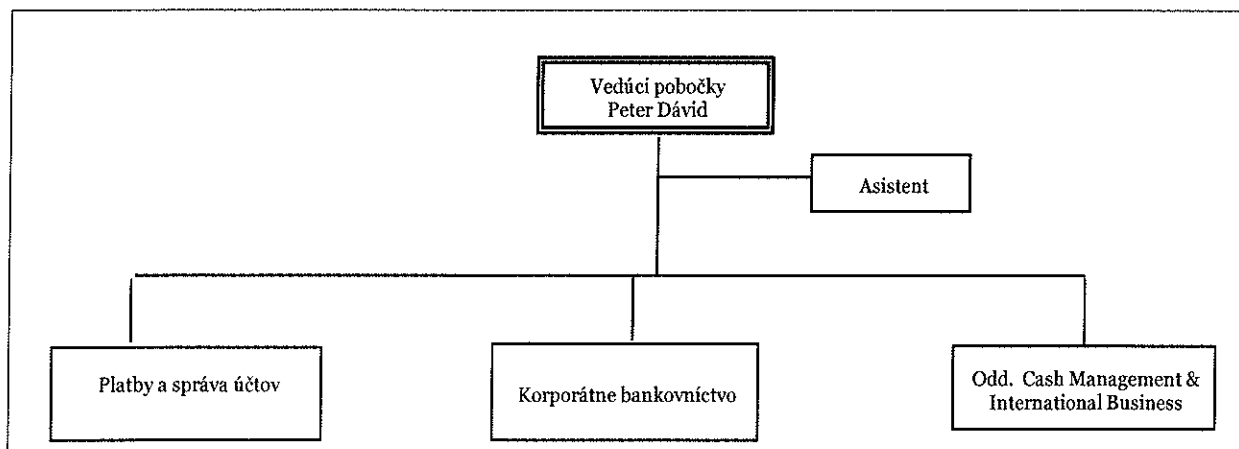 Vedúci pobočky
Peter Dávid
Asistent
Platby a správa účtov
Korporátne bankovníctvo
Odd. Cash Management &
International Business